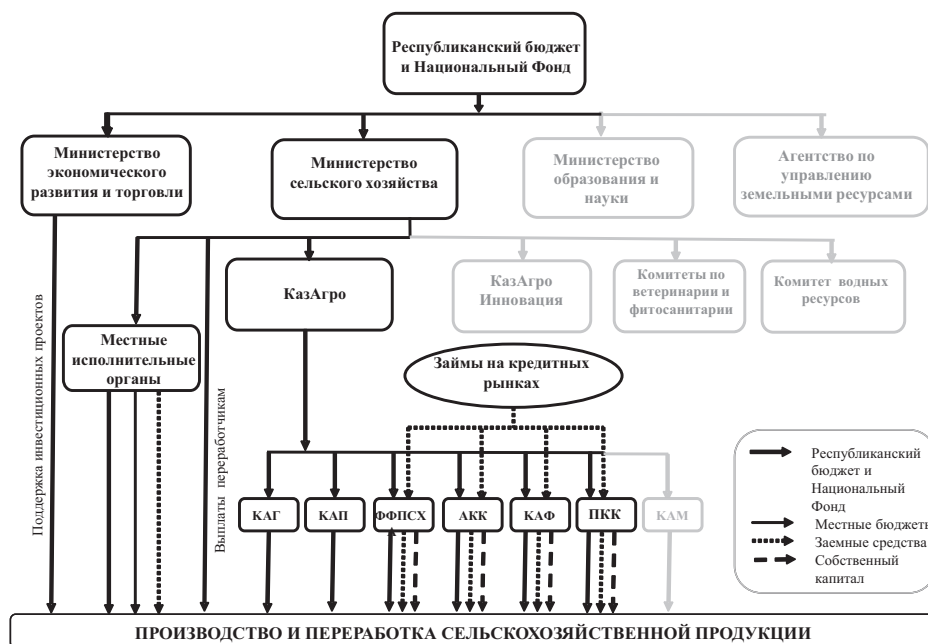 Республиканский бюджет
и Национальный Фонд
Министерство
экономического
развития и торговли
Министерство
сельского хозяйства
Министерство
образования и
науки
Агентство по
управлению
земельными ресурсами
КазАгро
КазАгро
Инновация
Комитеты по
ветеринарии и
фитосанитарии
Комитет водных
ресурсов
Поддержка инвестиционных проектов
Местные
исполнительные
органы
Выплаты переработчикам
Займы на кредитных
рынках
КАГ
КАП
ФФПСХ
АКК
КАФ
ПКК
КАМ
Республиканский
бюджет и
Национальный
Фонд
Местные бюджеты
Заемные средства
Собственный
капитал
ПРОИЗВОДСТВО И ПЕРЕРАБОТКА СЕЛЬСКОХОЗЯЙСТВЕННОЙ ПРОДУКЦИИ